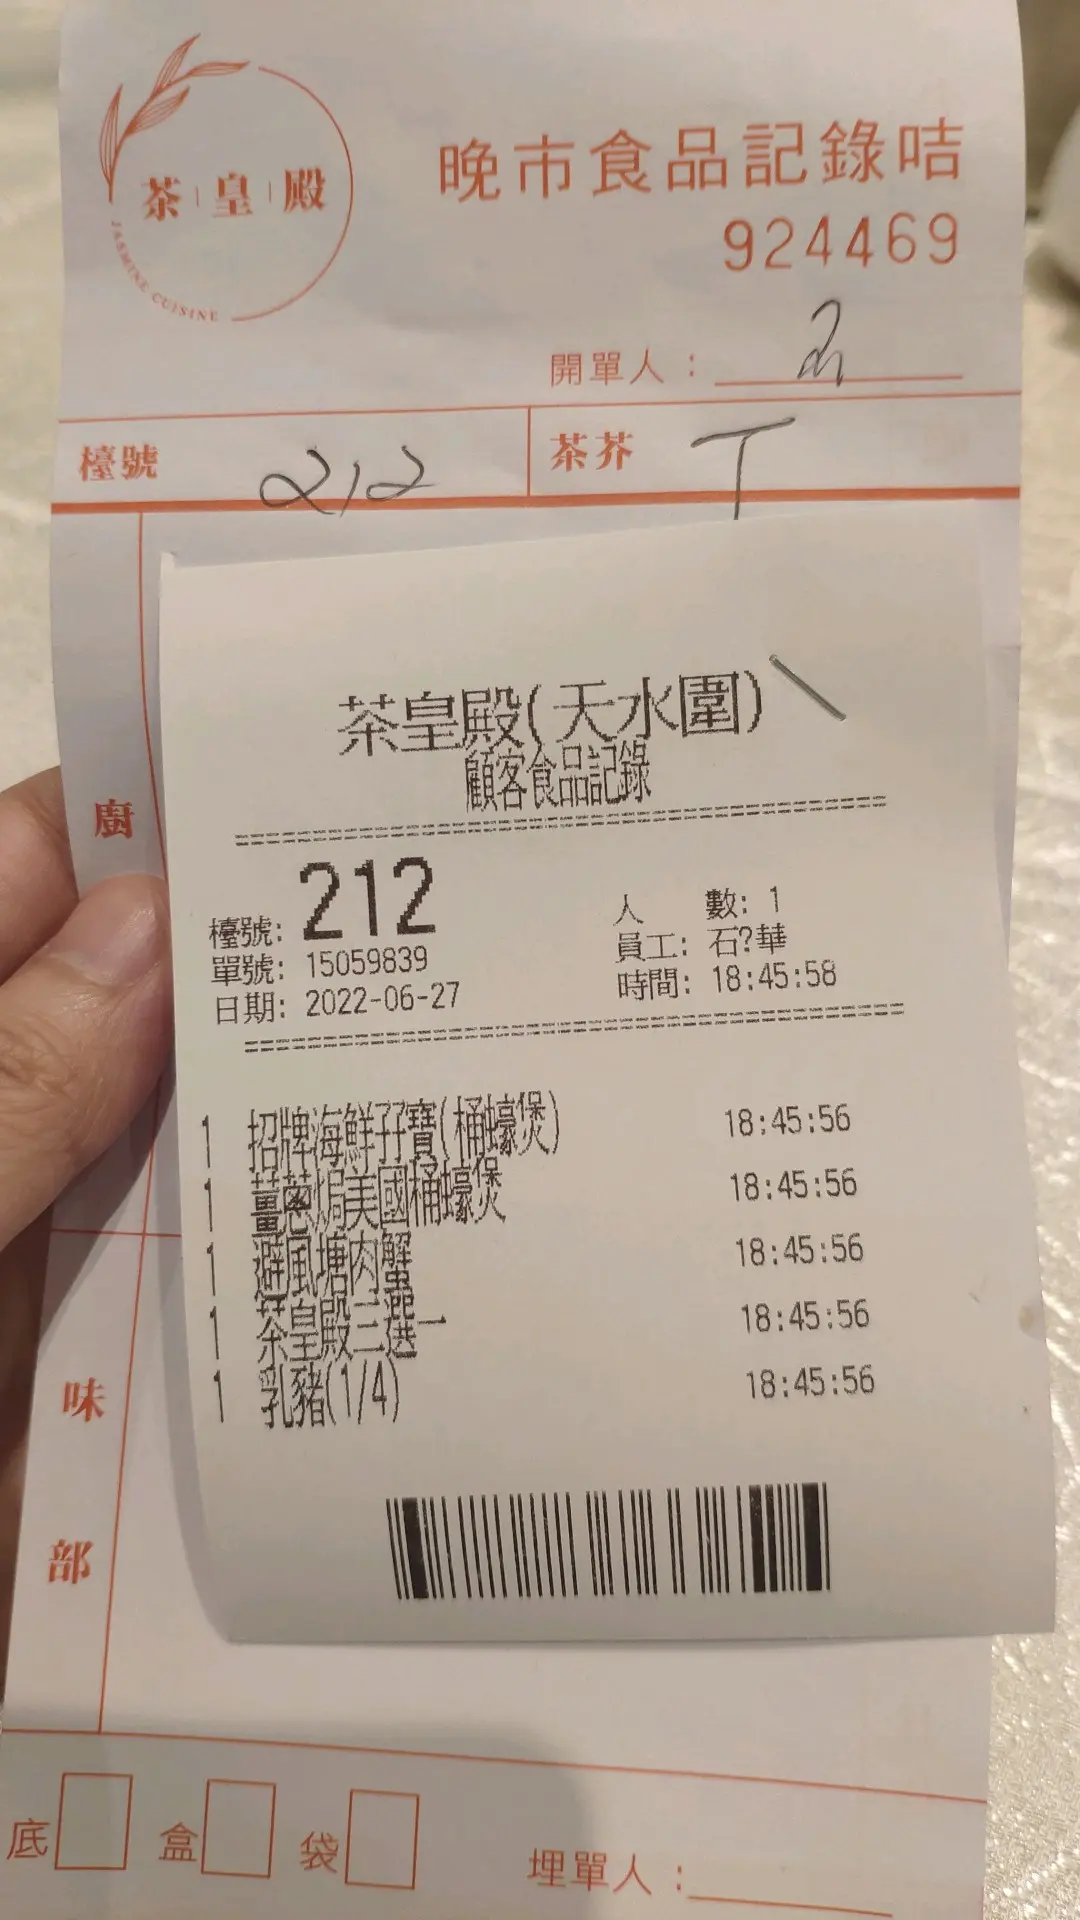 茶皇殿
JASMINE CUISINE
晚市食品記錄咭
924469
開單人：
檯號 212
茶芥 T
茶皇殿(天水圍)
顧客食品記錄
檯號: 212
人 數: 1
單號: 15059839
員工: 石?華
日期: 2022-06-27
時間: 18:45:58
1 招牌海鮮孖寶(桶蠔煲) 18:45:56
1 薑蔥焗美國桶蠔煲 18:45:56
1 避風塘肉蟹 18:45:56
1 茶皇殿三選一 18:45:56
1 乳豬(1/4) 18:45:56
廚
味
部
底
盒
袋
埋單人：